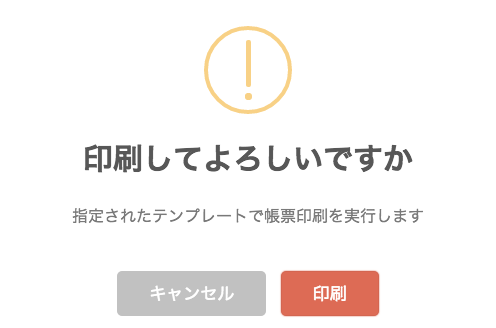 印刷してよろしいですか
指定されたテンプレートで帳票印刷を実行します
キャンセル
印刷